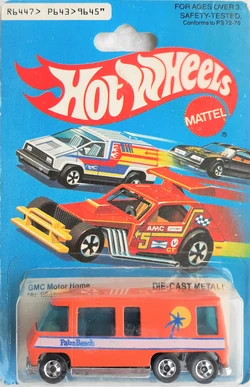 R6447> P643>9645"
FOR AGES OVER 3.
SAFETY-TESTED.
Conforms to PS 72-76
Hot Wheels
MATTEL
AMC
5
GMC Motor Home
DIE-CAST METAL!
Palm Beach